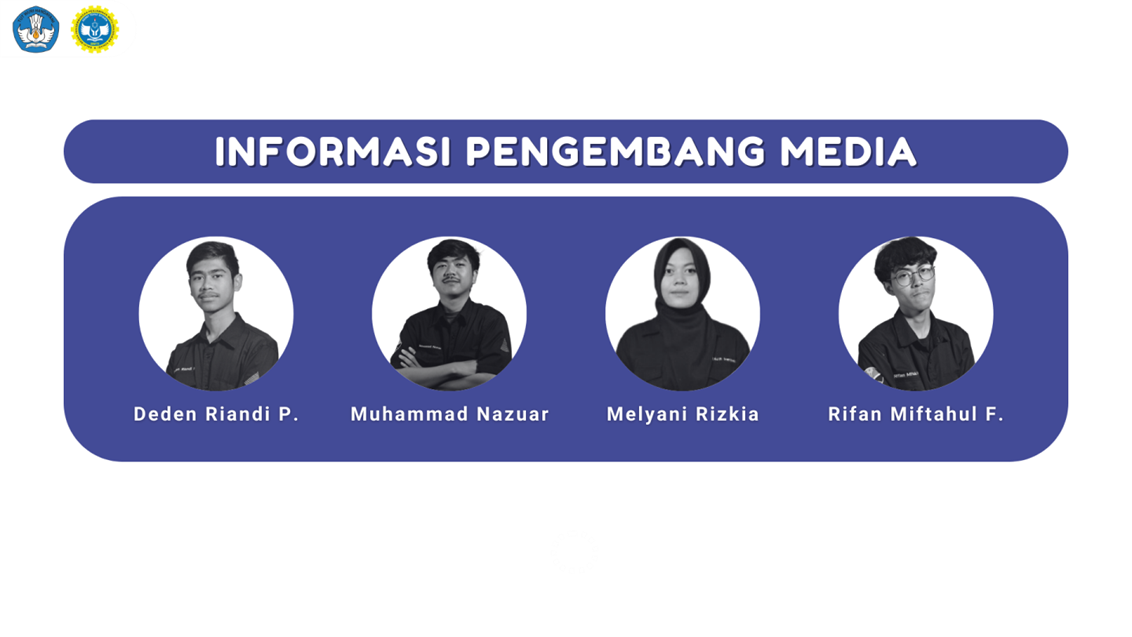 INFORMASI PENGEMBANG MEDIA
Deden Riandi P.
Muhammad Nazuar
Melyani Rizkia
Rifan Miftahul F.